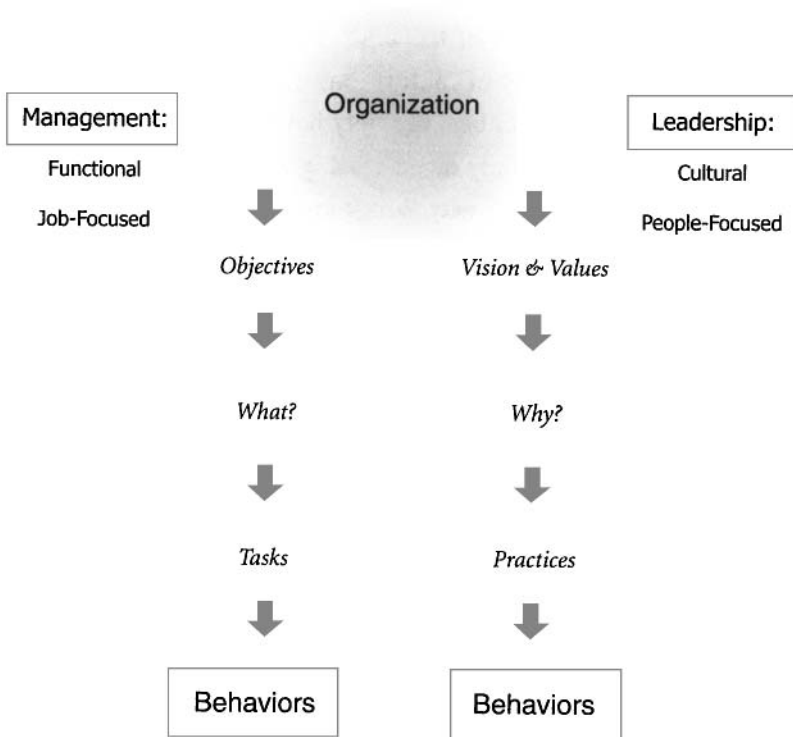 Organization
Management:
Functional
Job-Focused
Leadership:
Cultural
People-Focused
Objectives
Vision & Values
What?
Why?
Tasks
Practices
Behaviors
Behaviors